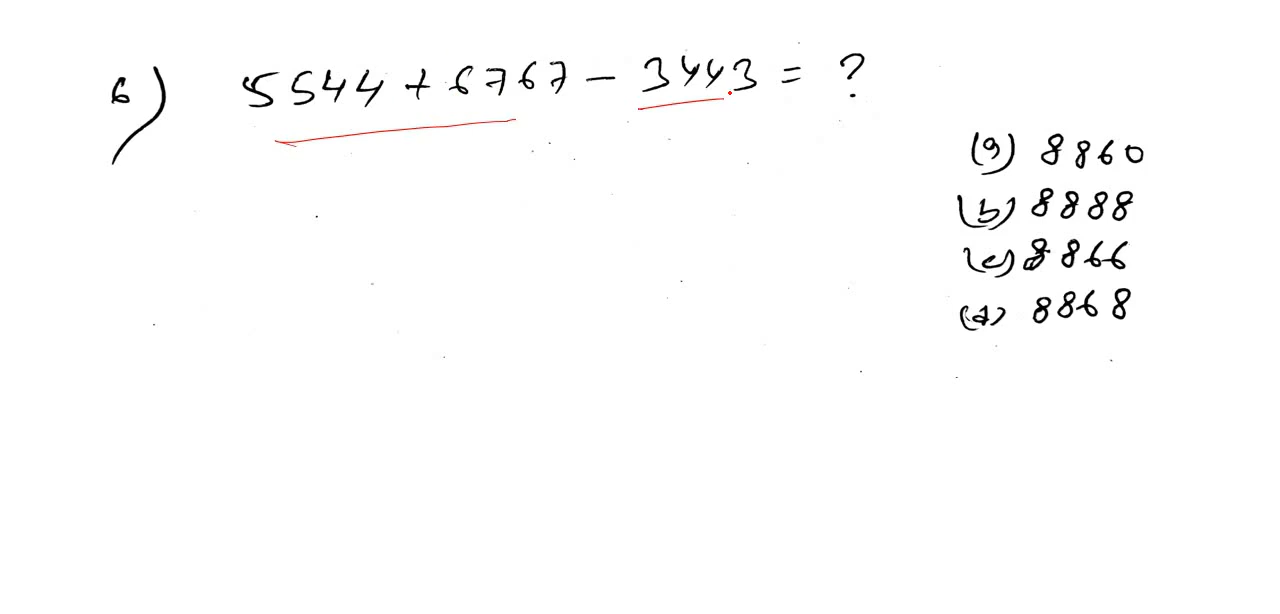 6) 5544 + 6767 - 3443 = ?
(a) 8860
(b) 8888
(c) 8866
(d) 8868